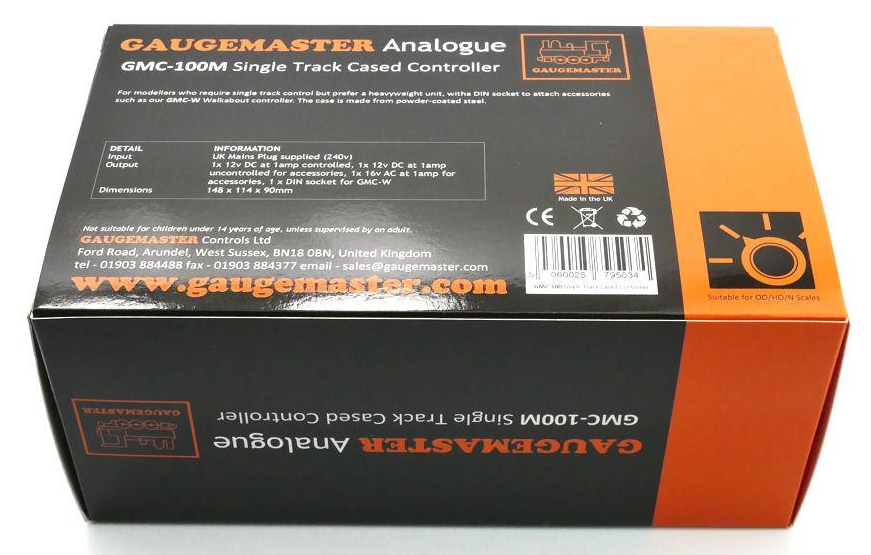 GAUGEMASTER Analogue
GMC-100M Single Track Cased Controller
GAUGEMASTER
For modellers who require single track control but prefer a heavyweight unit, witha DIN socket to attach accessories
such as our GMC-W Walkabout controller. The case is made from powder-coated steel.
DETAIL INFORMATION
Input UK Mains Plug supplied (240v)
Output 1x 12v DC at 1amp controlled, 1x 12v DC at 1amp
uncontrolled for accessories, 1x 16v AC at 1amp for
accessories, 1 x DIN socket for GMC-W
Dimensions 148 x 114 x 90mm
Made in the UK
CE
Not suitable for children under 14 years of age, unless supervised by an adult.
GAUGEMASTER Controls Ltd
Ford Road, Arundel, West Sussex, BN18 0BN, United Kingdom
tel - 01903 884488 fax - 01903 884377 email - sales@gaugemaster.com
www.gaugemaster.com
5 060025 795034
GMC-100 Single Track Cased Controller
Suitable for OO/HO/N Scales
GAUGEMASTER Analogue
GMC-100M Single Track Cased Controller
GAUGEMASTER